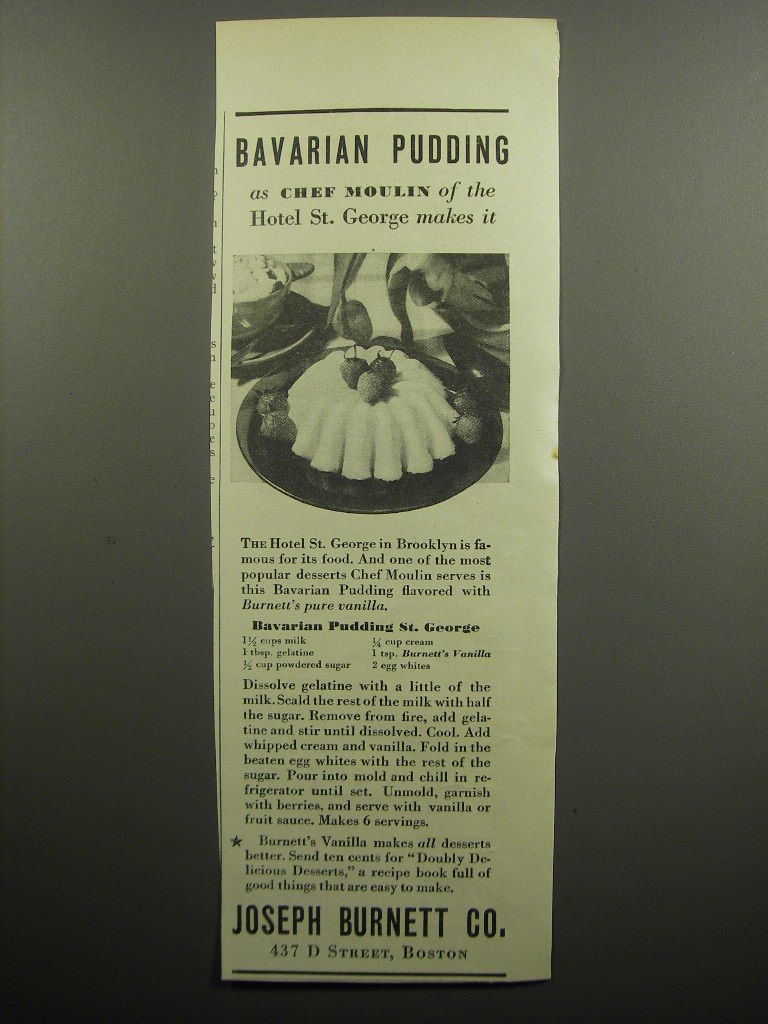 BAVARIAN PUDDING
as CHEF MOULIN of the
Hotel St. George makes it
THE Hotel St. George in Brooklyn is fa-
mous for its food. And one of the most
popular desserts Chef Moulin serves is
this Bavarian Pudding flavored with
Burnett's pure vanilla.
Bavarian Pudding St. George
1½ cups milk
1 tbsp. gelatine
½ cup powdered sugar
¼ cup cream
1 tsp. Burnett's Vanilla
2 egg whites
Dissolve gelatine with a little of the
milk. Scald the rest of the milk with half
the sugar. Remove from fire, add gela-
tine and stir until dissolved. Cool. Add
whipped cream and vanilla. Fold in the
beaten egg whites with the rest of the
sugar. Pour into mold and chill in re-
frigerator until set. Unmold, garnish
with berries, and serve with vanilla or
fruit sauce. Makes 6 servings.
★ Burnett's Vanilla makes all desserts
better. Send ten cents for "Doubly De-
licious Desserts," a recipe book full of
good things that are easy to make.
JOSEPH BURNETT CO.
437 D STREET, BOSTON